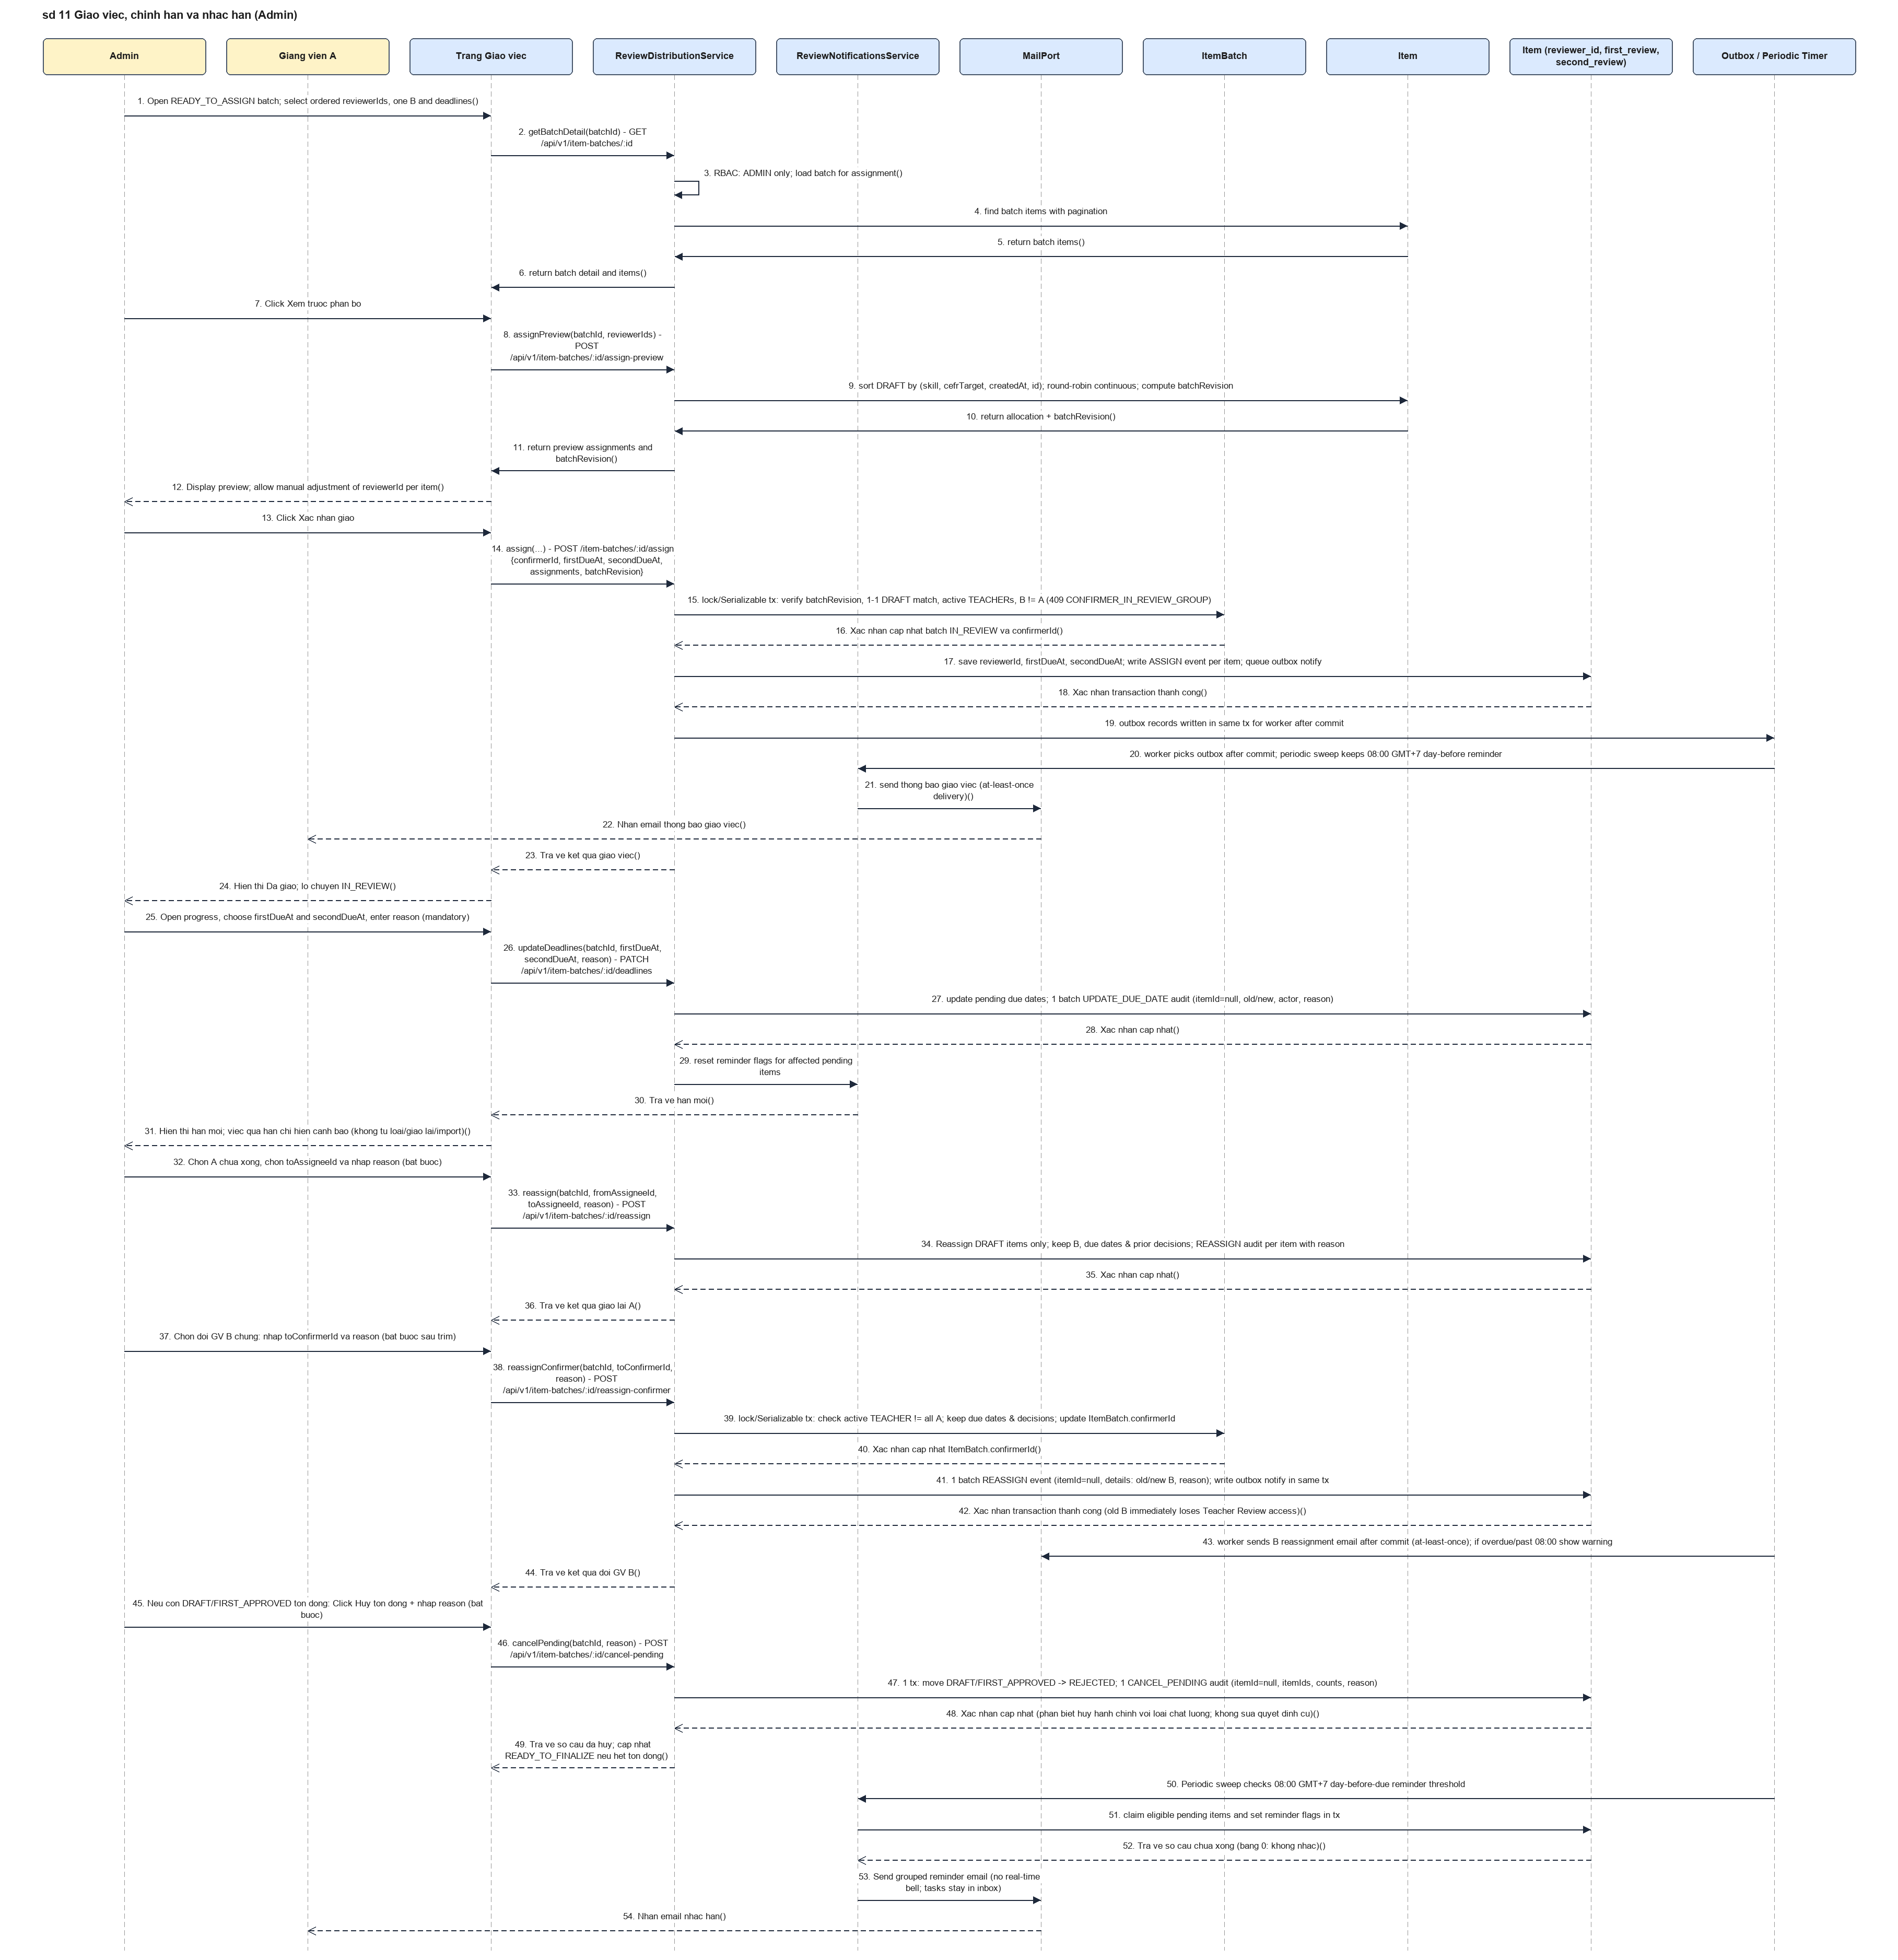 sd 11 Giao viec, chinh han va nhac han (Admin)
Admin
Giang vien A
Trang Giao viec
ReviewDistributionService
ReviewNotificationsService
MailPort
ItemBatch
Item
Item (reviewer_id, first_review,
second_review)
Outbox / Periodic Timer
1. Open READY_TO_ASSIGN batch; select ordered reviewerIds, one B and deadlines()
2. getBatchDetail(batchId) - GET
/api/v1/item-batches/:id
3. RBAC: ADMIN only; load batch for assignment()
4. find batch items with pagination
5. return batch items()
6. return batch detail and items()
7. Click Xem truoc phan bo
8. assignPreview(batchId, reviewerIds) -
POST
/api/v1/item-batches/:id/assign-preview
9. sort DRAFT by (skill, cefrTarget, createdAt, id); round-robin continuous; compute batchRevision
10. return allocation + batchRevision()
11. return preview assignments and
batchRevision()
12. Display preview; allow manual adjustment of reviewerId per item()
13. Click Xac nhan giao
14. assign(...) - POST /item-batches/:id/assign
{confirmerId, firstDueAt, secondDueAt,
assignments, batchRevision}
15. lock/Serializable tx: verify batchRevision, 1-1 DRAFT match, active TEACHERs, B != A (409 CONFIRMER_IN_REVIEW_GROUP)
16. Xac nhan cap nhat batch IN_REVIEW va confirmerId()
17. save reviewerId, firstDueAt, secondDueAt; write ASSIGN event per item; queue outbox notify
18. Xac nhan transaction thanh cong()
19. outbox records written in same tx for worker after commit
20. worker picks outbox after commit; periodic sweep keeps 08:00 GMT+7 day-before reminder
21. send thong bao giao viec (at-least-once
delivery)()
22. Nhan email thong bao giao viec()
23. Tra ve ket qua giao viec()
24. Hien thi Da giao; lo chuyen IN_REVIEW()
25. Open progress, choose firstDueAt and secondDueAt, enter reason (mandatory)
26. updateDeadlines(batchId, firstDueAt,
secondDueAt, reason) - PATCH
/api/v1/item-batches/:id/deadlines
27. update pending due dates; 1 batch UPDATE_DUE_DATE audit (itemId=null, old/new, actor, reason)
28. Xac nhan cap nhat()
29. reset reminder flags for affected pending
items
30. Tra ve han moi()
31. Hien thi han moi; viec qua han chi hien canh bao (khong tu loai/giao lai/import)()
32. Chon A chua xong, chon toAssigneeId va nhap reason (bat buoc)
33. reassign(batchId, fromAssigneeId,
toAssigneeId, reason) - POST
/api/v1/item-batches/:id/reassign
34. Reassign DRAFT items only; keep B, due dates & prior decisions; REASSIGN audit per item with reason
35. Xac nhan cap nhat()
36. Tra ve ket qua giao lai A()
37. Chon doi GV B chung: nhap toConfirmerId va reason (bat buoc sau trim)
38. reassignConfirmer(batchId, toConfirmerId,
reason) - POST
/api/v1/item-batches/:id/reassign-confirmer
39. lock/Serializable tx: check active TEACHER != all A; keep due dates & decisions; update ItemBatch.confirmerId
40. Xac nhan cap nhat ItemBatch.confirmerId()
41. 1 batch REASSIGN event (itemId=null, details: old/new B, reason); write outbox notify in same tx
42. Xac nhan transaction thanh cong (old B immediately loses Teacher Review access)()
43. worker sends B reassignment email after commit (at-least-once); if overdue/past 08:00 show warning
44. Tra ve ket qua doi GV B()
45. Neu con DRAFT/FIRST_APPROVED ton dong: Click Huy ton dong + nhap reason (bat
buoc)
46. cancelPending(batchId, reason) - POST
/api/v1/item-batches/:id/cancel-pending
47. 1 tx: move DRAFT/FIRST_APPROVED -> REJECTED; 1 CANCEL_PENDING audit (itemId=null, itemIds, counts, reason)
48. Xac nhan cap nhat (phan biet huy hanh chinh voi loai chat luong; khong sua quyet dinh cu)()
49. Tra ve so cau da huy; cap nhat
READY_TO_FINALIZE neu het ton dong()
50. Periodic sweep checks 08:00 GMT+7 day-before-due reminder threshold
51. claim eligible pending items and set reminder flags in tx
52. Tra ve so cau chua xong (bang 0: khong nhac)()
53. Send grouped reminder email (no real-time
bell; tasks stay in inbox)
54. Nhan email nhac han()